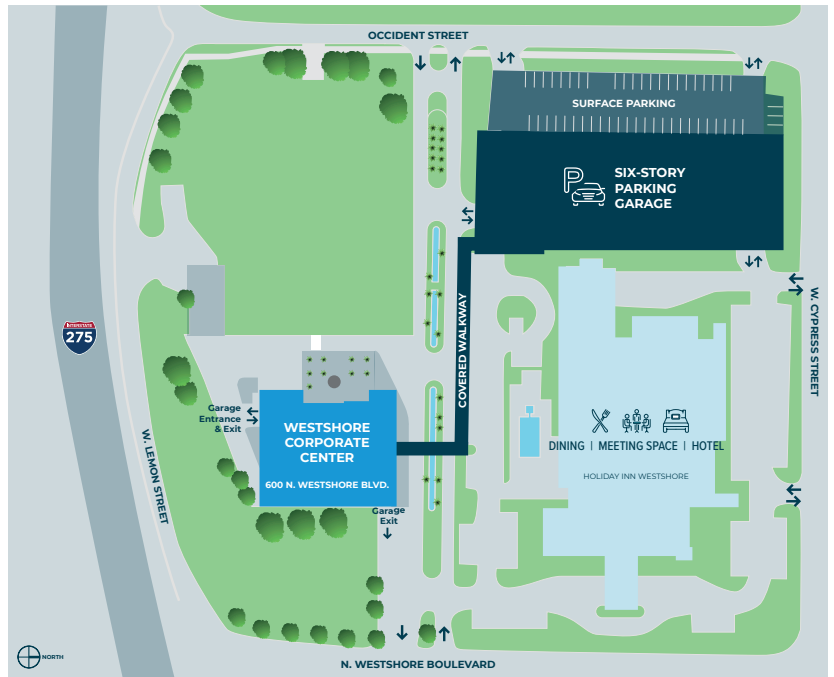 OCCIDENT STREET
SURFACE PARKING
SIX-STORY
PARKING
GARAGE
P
COVERED WALKWAY
W. CYPRESS STREET
INTERSTATE
275
Garage
Entrance
& Exit
WESTSHORE
CORPORATE
CENTER
600 N. WESTSHORE BLVD.
DINING | MEETING SPACE | HOTEL
HOLIDAY INN WESTSHORE
W. LEMON STREET
Garage
Exit
NORTH
N. WESTSHORE BOULEVARD